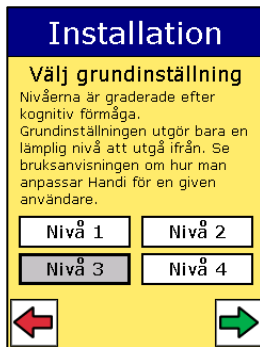 Installation
Välj grundinställning
Nivåerna är graderade efter
kognitiv förmåga.
Grundinställningen utgör bara en
lämplig nivå att utgå ifrån. Se
bruksanvisningen om hur man
anpassar Handi för en given
användare.
Nivå 1 Nivå 2
Nivå 3 Nivå 4